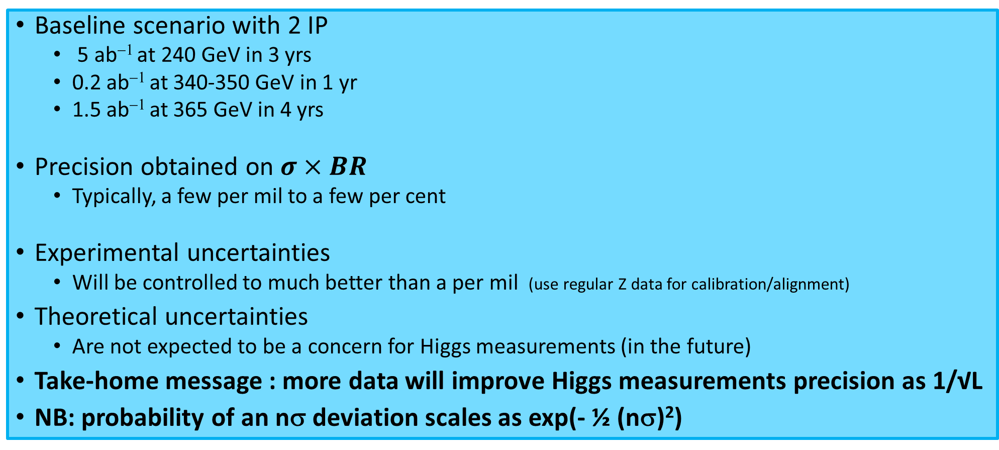 • Baseline scenario with 2 IP
• 5 ab⁻¹ at 240 GeV in 3 yrs
• 0.2 ab⁻¹ at 340-350 GeV in 1 yr
• 1.5 ab⁻¹ at 365 GeV in 4 yrs
• Precision obtained on σ × BR
• Typically, a few per mil to a few per cent
• Experimental uncertainties
• Will be controlled to much better than a per mil (use regular Z data for calibration/alignment)
• Theoretical uncertainties
• Are not expected to be a concern for Higgs measurements (in the future)
• Take-home message : more data will improve Higgs measurements precision as 1/√L
• NB: probability of an nσ deviation scales as exp(- ½ (nσ)²)